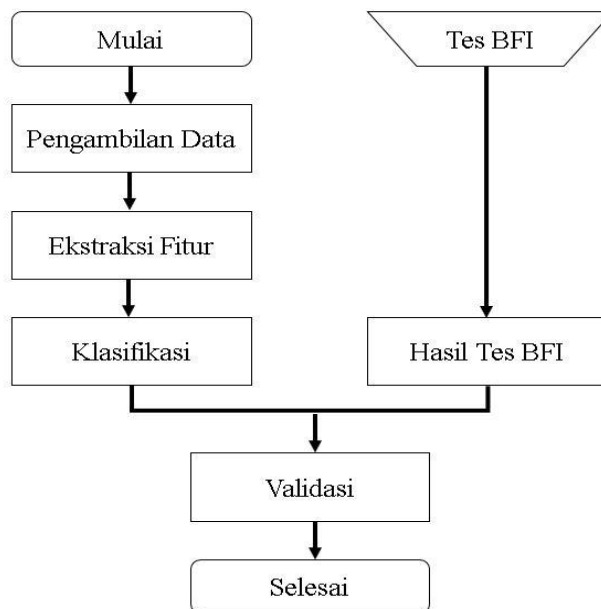 Mulai
Tes BFI
Pengambilan Data
Ekstraksi Fitur
Klasifikasi
Hasil Tes BFI
Validasi
Selesai